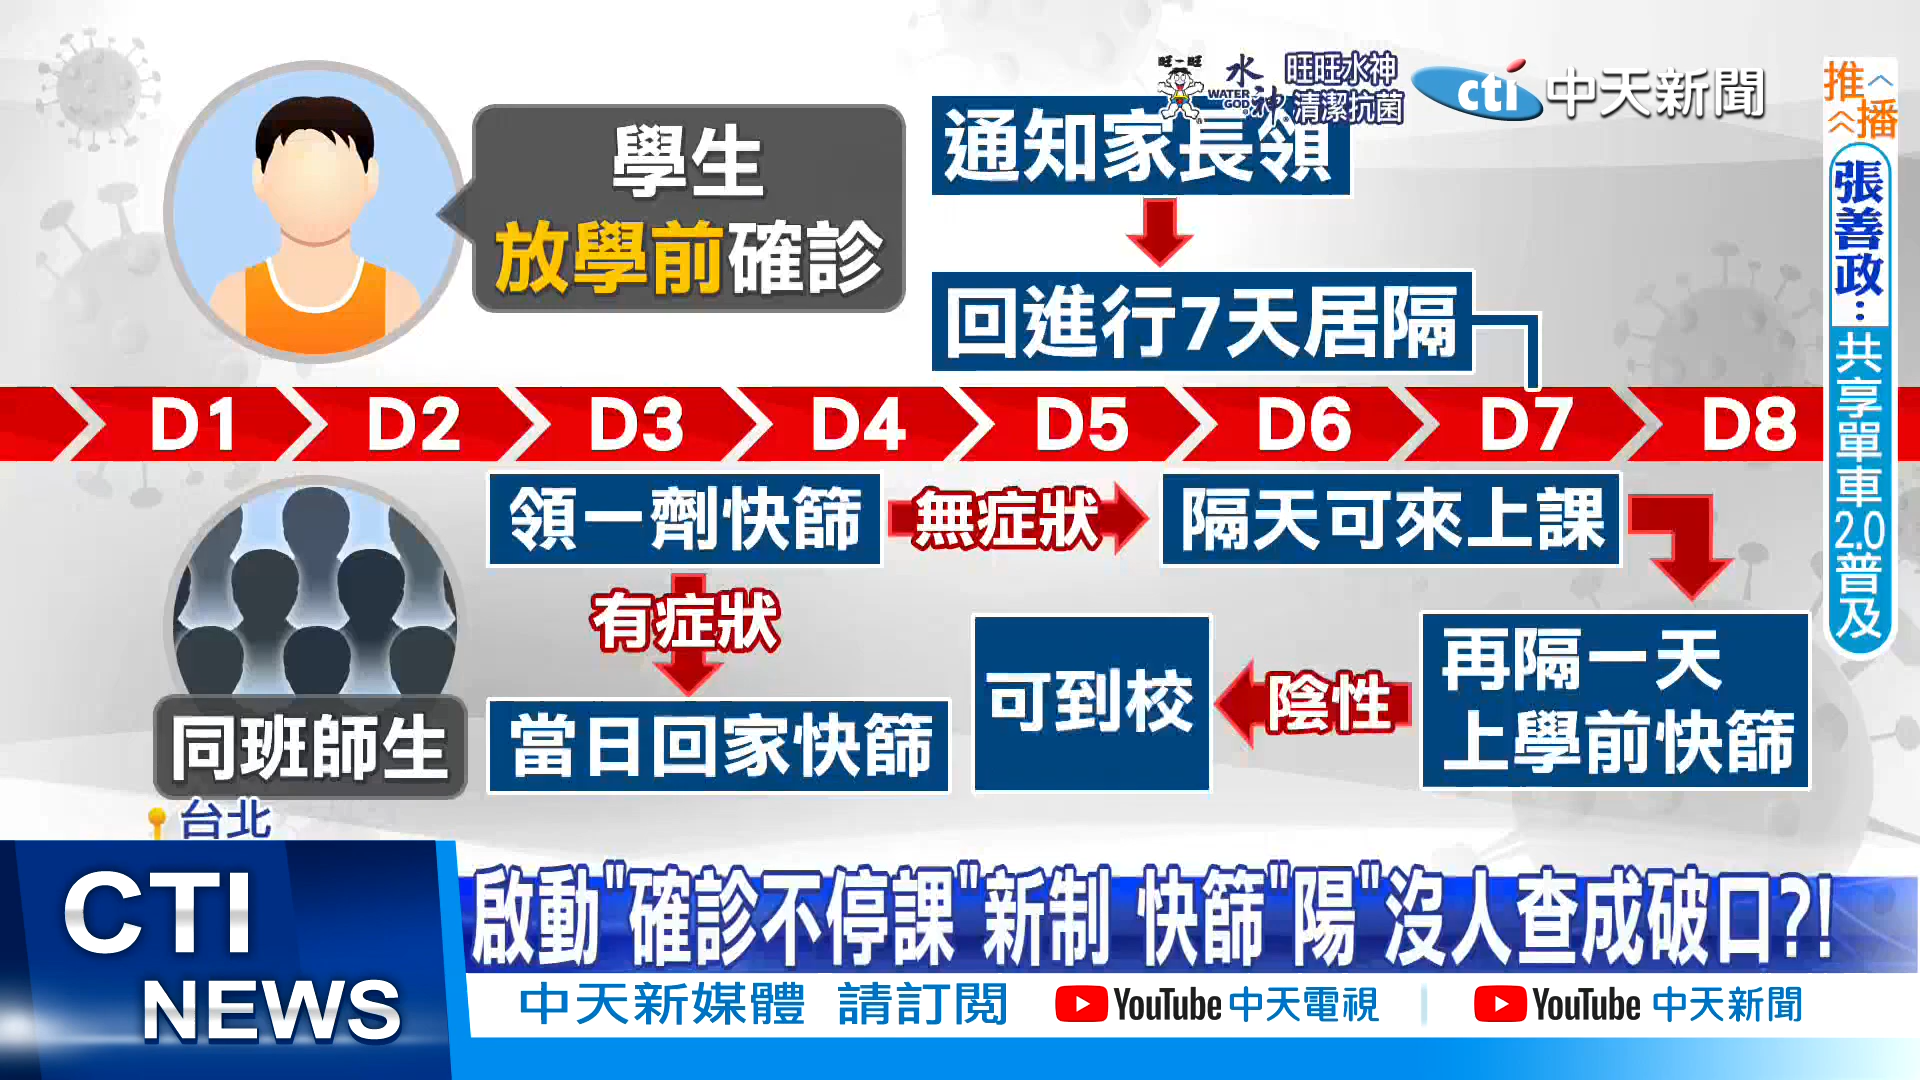 旺一旺
WATER GOD
水神
旺旺水神
清潔抗菌
cti 中天新聞
推播
張善政:共享單車2.0普及
學生
放學前確診
通知家長領
回進行7天居隔
D1 D2 D3 D4 D5 D6 D7 D8
領一劑快篩
無症狀
隔天可來上課
有症狀
當日回家快篩
可到校
陰性
再隔一天
上學前快篩
同班師生
台北
CTI
NEWS
啟動"確診不停課"新制 快篩"陽"沒人查成破口?!
中天新媒體 請訂閱 YouTube 中天電視 | YouTube 中天新聞